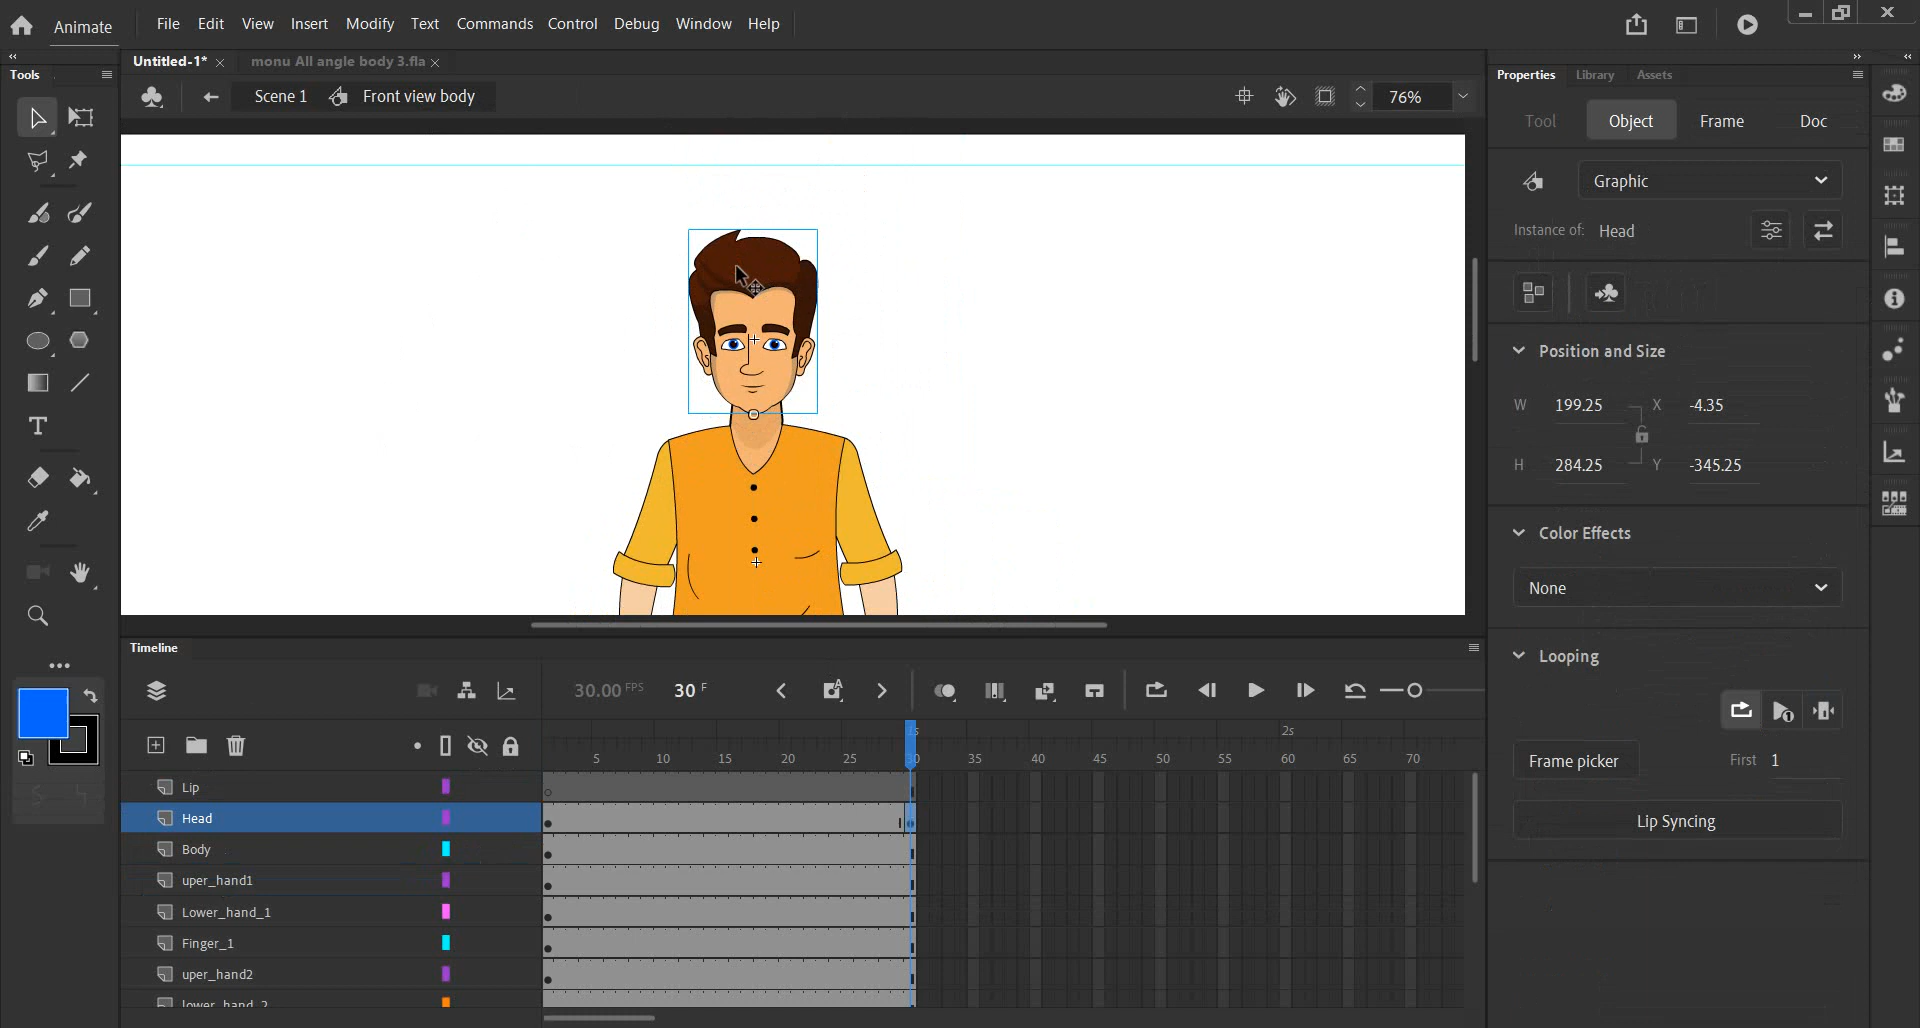 Animate File Edit View Insert Modify Text Commands Control Debug Window Help
Tools
Untitled-1* monu All angle body 3.fla
Scene 1 Front view body 76%
Properties Library Assets
Tool Object Frame Doc
Graphic
Instance of: Head
Position and Size
W 199.25 X -4.35
H 284.25 Y -345.25
Color Effects
None
Looping
Frame picker First 1
Lip Syncing
T
Timeline
30.00 FPS 30 F
1s 2s
5 10 15 20 25 30 35 40 45 50 55 60 65 70
Lip
Head
Body
uper_hand1
Lower_hand_1
Finger_1
uper_hand2
lower_hand_2